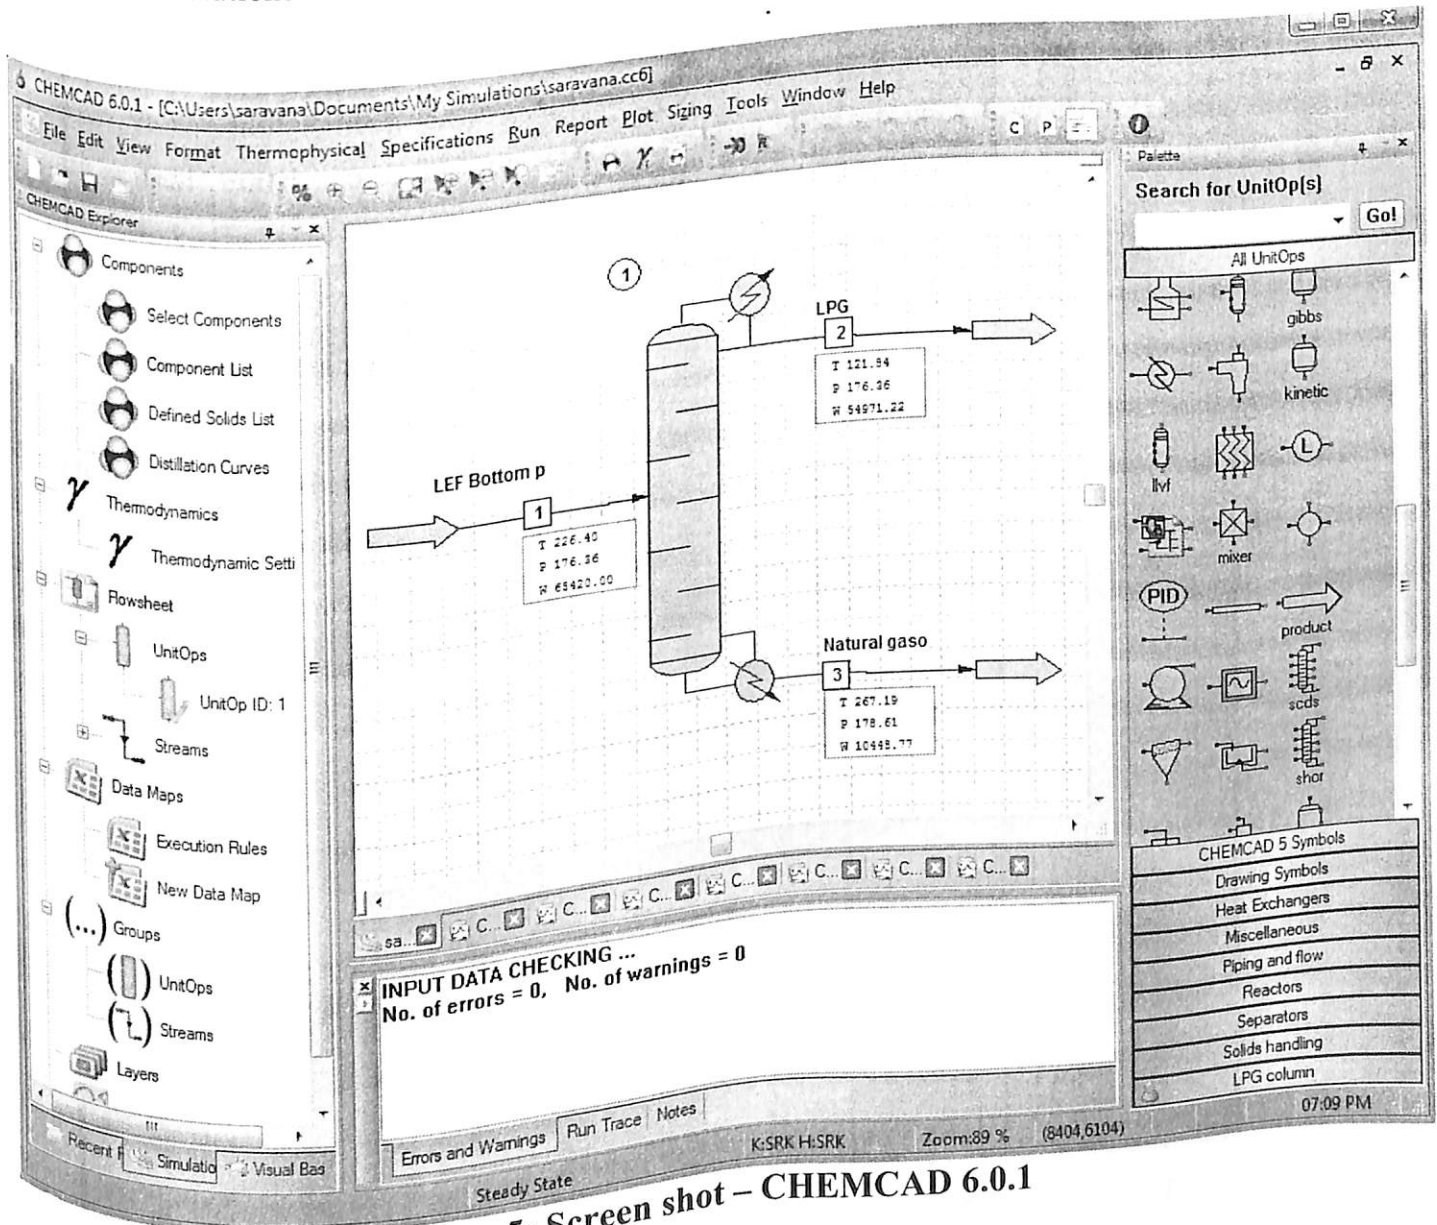 CHEMCAD 6.0.1 - [C:\Users\saravana\Documents\My Simulations\saravana.cc6]
File Edit View Format Thermophysical Specifications Run Report Plot Sizing Tools Window Help
C P
CHEMCAD Explorer
Components
Select Components
Component List
Defined Solids List
Distillation Curves
γ Thermodynamics
γ Thermodynamic Setti
Flowsheet
UnitOps
UnitOp ID: 1
Streams
Data Maps
Execution Rules
New Data Map
(...) Groups
UnitOps
Streams
Layers
Simulatio
Visual Bas
1
LPG
2
T 121.94
P 176.36
W 54971.22
LEF Bottom p
1
T 226.40
P 176.36
W 65420.00
Natural gaso
3
T 267.19
P 178.61
W 10448.77
sa... C... C... C... C... C... C... C...
INPUT DATA CHECKING ...
No. of errors = 0, No. of warnings = 0
Errors and Warnings Run Trace Notes
Steady State K:SRK H:SRK Zoom:89 % (8404,6104) 07:09 PM
Palette
Search for UnitOp(s)
Go!
All UnitOps
gibbs
kinetic
llvf
L
mixer
PID
product
scds
shor
CHEMCAD 5 Symbols
Drawing Symbols
Heat Exchangers
Miscellaneous
Piping and flow
Reactors
Separators
Solids handling
LPG column
Screen shot – CHEMCAD 6.0.1